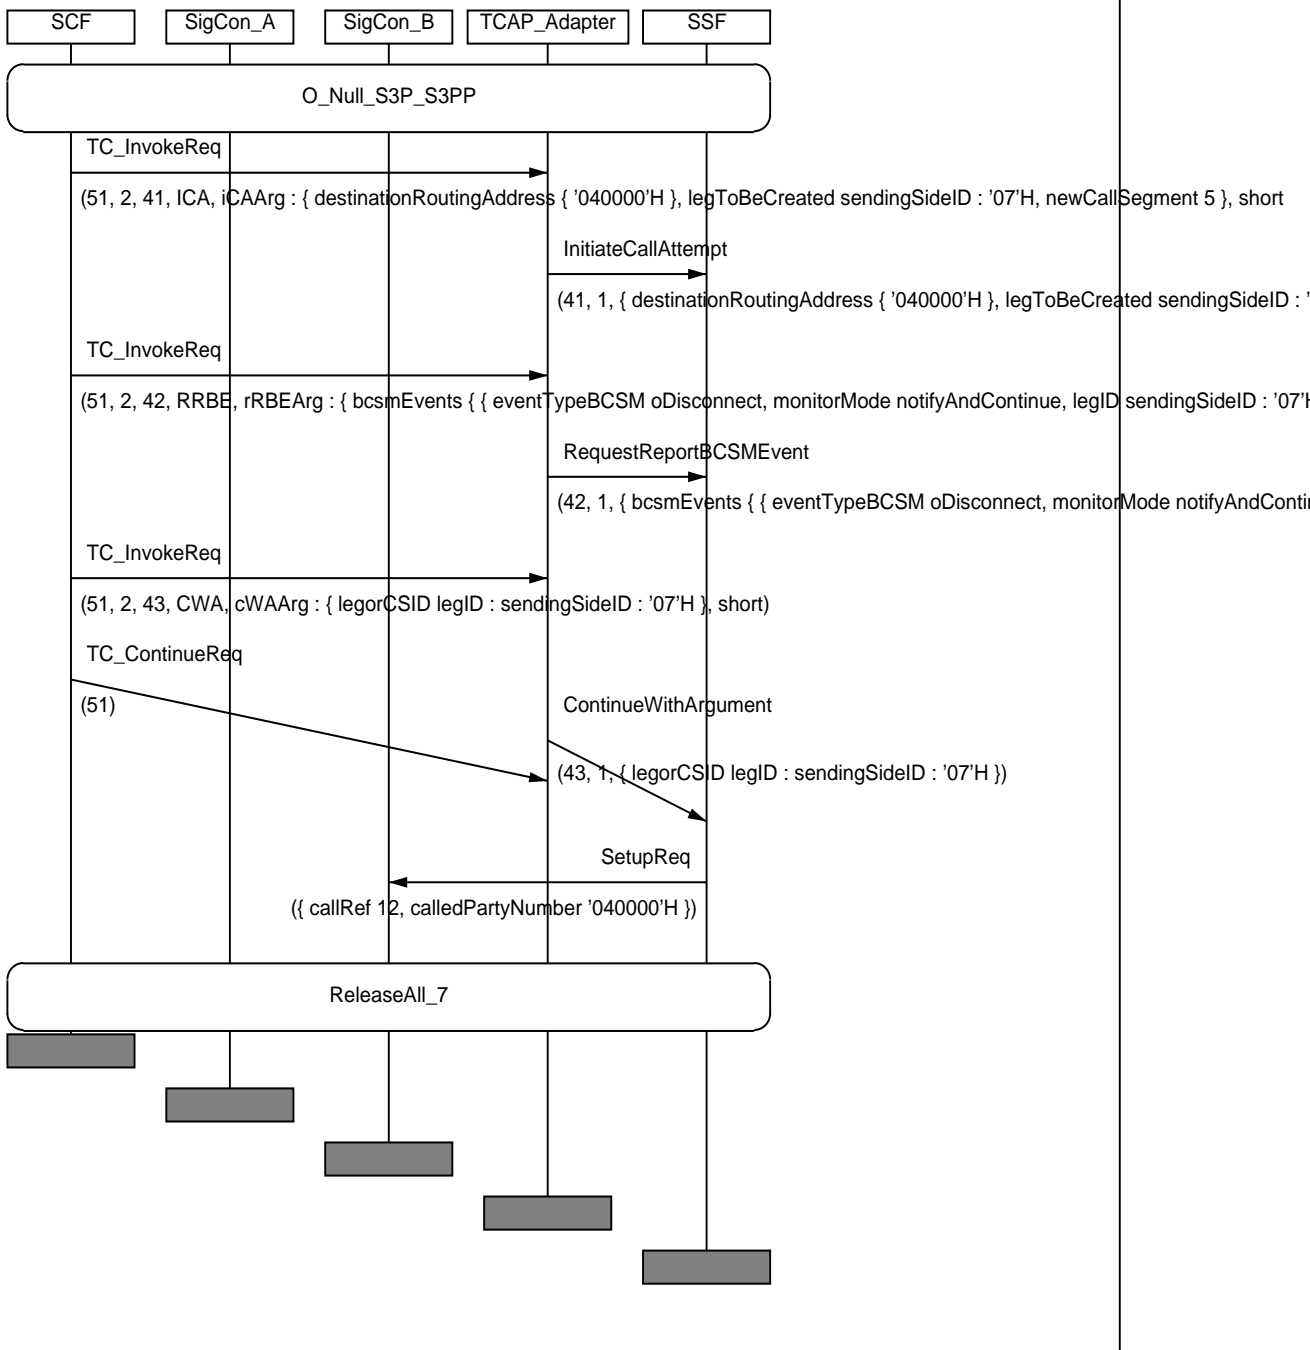 SCF SigCon_A SigCon_B TCAP_Adapter SSF
O_Null_S3P_S3PP
TC_InvokeReq
(51, 2, 41, ICA, iCAArg : { destinationRoutingAddress { '040000'H }, legToBeCreated sendingSideID : '07'H, newCallSegment 5 }, short
InitiateCallAttempt
(41, 1, { destinationRoutingAddress { '040000'H }, legToBeCreated sendingSideID : '
TC_InvokeReq
(51, 2, 42, RRBE, rRBEArg : { bcsmEvents { { eventTypeBCSM oDisconnect, monitorMode notifyAndContinue, legID sendingSideID : '07'H
RequestReportBCSMEvent
(42, 1, { bcsmEvents { { eventTypeBCSM oDisconnect, monitorMode notifyAndConti
TC_InvokeReq
(51, 2, 43, CWA, cWAArg : { legorCSID legID : sendingSideID : '07'H }, short)
TC_ContinueReq
(51)
ContinueWithArgument
(43, 1, { legorCSID legID : sendingSideID : '07'H })
SetupReq
({ callRef 12, calledPartyNumber '040000'H })
ReleaseAll_7